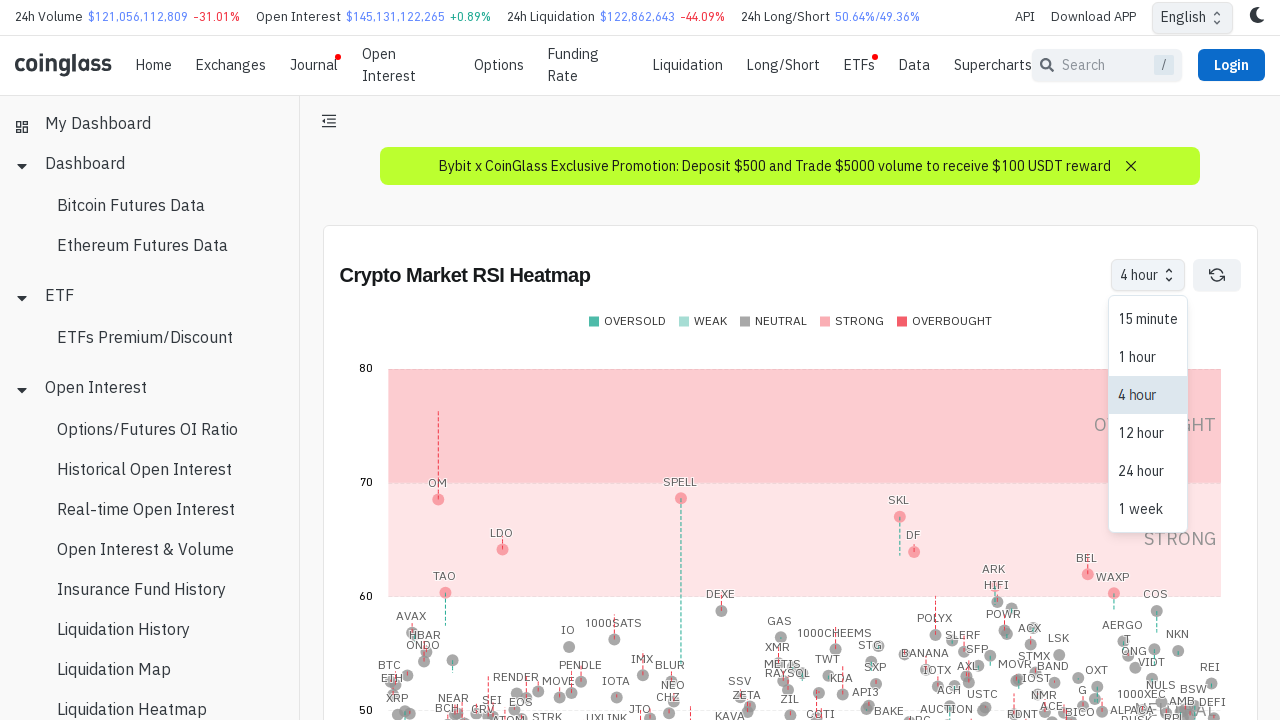 24h Volume $121,056,112,809 -31.01% Open Interest $145,131,122,265 +0.89% 24h Liquidation $122,862,643 -44.09% 24h Long/Short 50.64%/49.36% API Download APP English
coinglass Home Exchanges Journal Open Interest Options Funding Rate Liquidation Long/Short ETFs Data Supercharts Search / Login
My Dashboard
Dashboard
Bitcoin Futures Data
Ethereum Futures Data
ETF
ETFs Premium/Discount
Open Interest
Options/Futures OI Ratio
Historical Open Interest
Real-time Open Interest
Open Interest & Volume
Insurance Fund History
Liquidation History
Liquidation Map
Liquidation Heatmap
Bybit x CoinGlass Exclusive Promotion: Deposit $500 and Trade $5000 volume to receive $100 USDT reward
Crypto Market RSI Heatmap
4 hour
15 minute
1 hour
4 hour
12 hour
24 hour
1 week
OVERSOLD WEAK NEUTRAL STRONG OVERBOUGHT
80
70
60
50
STRONG
OM
SPELL
SKL
LDO
DF
TAO
DEXE
ARK
HIFI
BEL
WAXP
COS
AVAX
HBAR
ONDO
IO
1000SATS
GAS
1000CHEEMS
POLYX
POWR
AGX
AERGO
NKN
SLERF
LSK
BTC
ETH
XRP
PENDLE
IMX
BLUR
XMR
METIS
RAYSOL
TWT
STG
SXP
BANANA
SFP
STMX
T
ONG
VIDT
REI
NEAR
BCH
SEI
CRV
RENDER
EOS
MOVE
IOTA
NEO
CHZ
SSV
ZETA
ZIL
KDA
API3
IOTX
AXL
ACH
USTC
MOVR
IOST
BAND
OXT
NMR
G
NULS
1000XEC
BSW
AMB
DEFI
ATOM
STRK
UXLINK
JTO
KAVA
CGTI
BAKE
AUCTION
RDNT
ACE
BICO
ALPACA